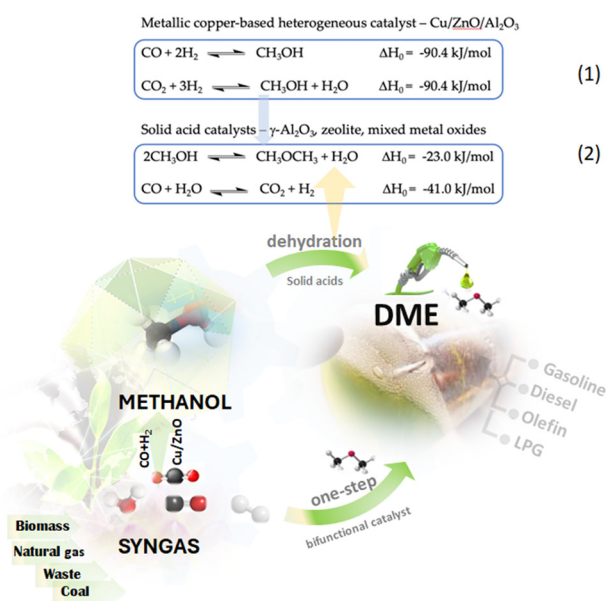 Metallic copper-based heterogeneous catalyst – Cu/ZnO/Al₂O₃
CO + 2H₂ ⇌ CH₃OH ΔH₀ = -90.4 kJ/mol
CO₂ + 3H₂ ⇌ CH₃OH + H₂O ΔH₀ = -90.4 kJ/mol
(1)
Solid acid catalysts – γ-Al₂O₃, zeolite, mixed metal oxides
2CH₃OH ⇌ CH₃OCH₃ + H₂O ΔH₀ = -23.0 kJ/mol
(2)
CO + H₂O ⇌ CO₂ + H₂ ΔH₀ = -41.0 kJ/mol
dehydration
Solid acids
DME
METHANOL
Gasoline
Diesel
Olefin
LPG
CO+H₂
Cu/ZnO
one-step
bifunctional catalyst
SYNGAS
Biomass
Natural gas
Waste
Coal